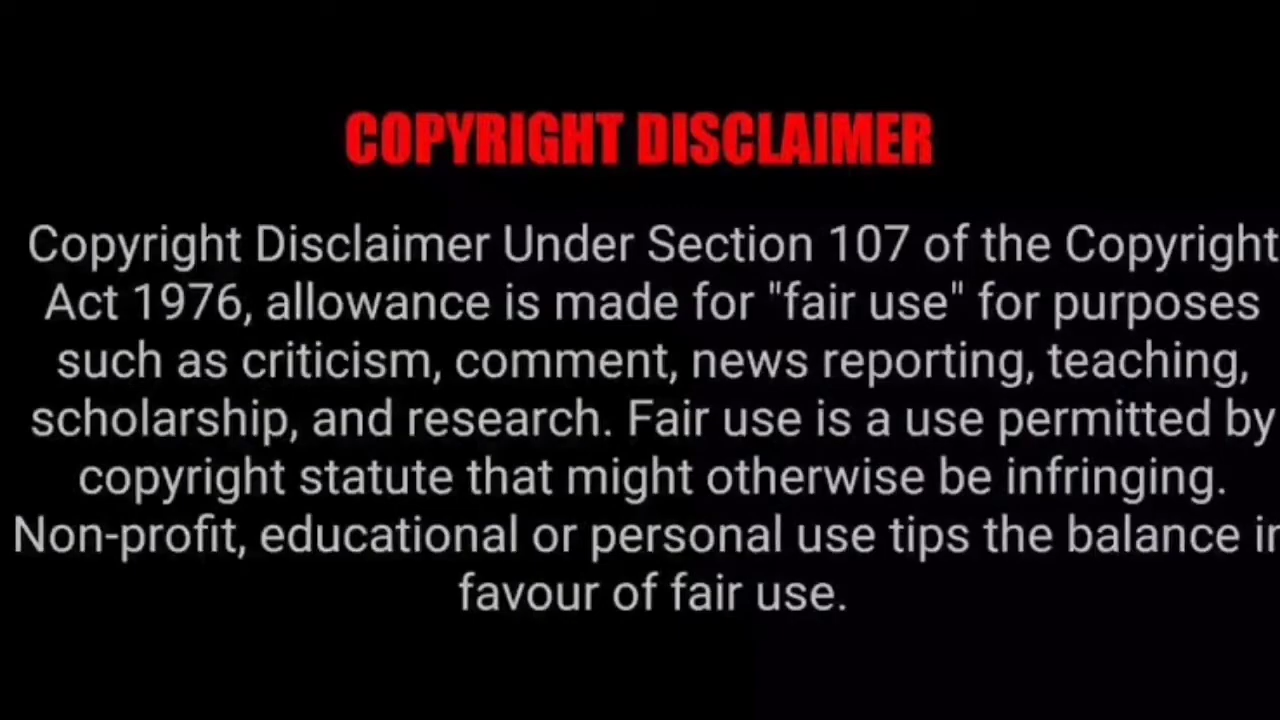 COPYRIGHT DISCLAIMER
Copyright Disclaimer Under Section 107 of the Copyright
Act 1976, allowance is made for "fair use" for purposes
such as criticism, comment, news reporting, teaching,
scholarship, and research. Fair use is a use permitted by
copyright statute that might otherwise be infringing.
Non-profit, educational or personal use tips the balance in
favour of fair use.